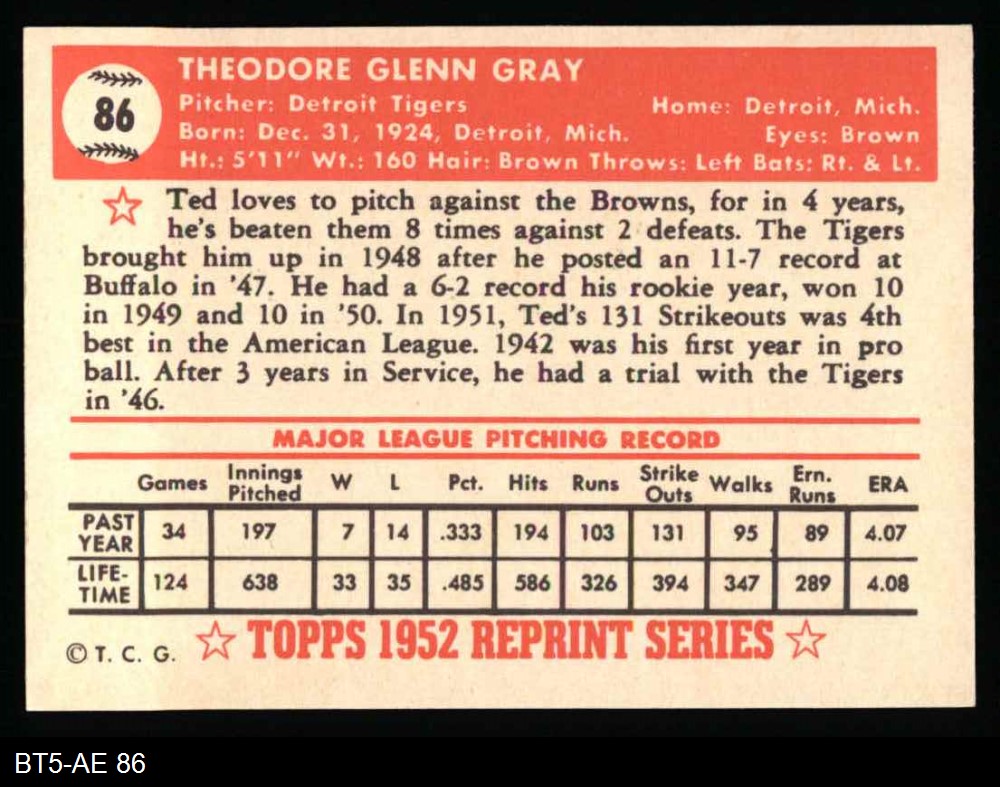 86
THEODORE GLENN GRAY
Pitcher: Detroit Tigers Home: Detroit, Mich.
Born: Dec. 31, 1924, Detroit, Mich. Eyes: Brown
Ht.: 5'11" Wt.: 160 Hair: Brown Throws: Left Bats: Rt. & Lt.
Ted loves to pitch against the Browns, for in 4 years,
he's beaten them 8 times against 2 defeats. The Tigers
brought him up in 1948 after he posted an 11-7 record at
Buffalo in '47. He had a 6-2 record his rookie year, won 10
in 1949 and 10 in '50. In 1951, Ted's 131 Strikeouts was 4th
best in the American League. 1942 was his first year in pro
ball. After 3 years in Service, he had a trial with the Tigers
in '46.
MAJOR LEAGUE PITCHING RECORD
Games Innings Pitched W L Pct. Hits Runs Strike Outs Walks Ern. Runs ERA
PAST YEAR 34 197 7 14 .333 194 103 131 95 89 4.07
LIFE-TIME 124 638 33 35 .485 586 326 394 347 289 4.08
© T. C. G. TOPPS 1952 REPRINT SERIES
BT5-AE 86